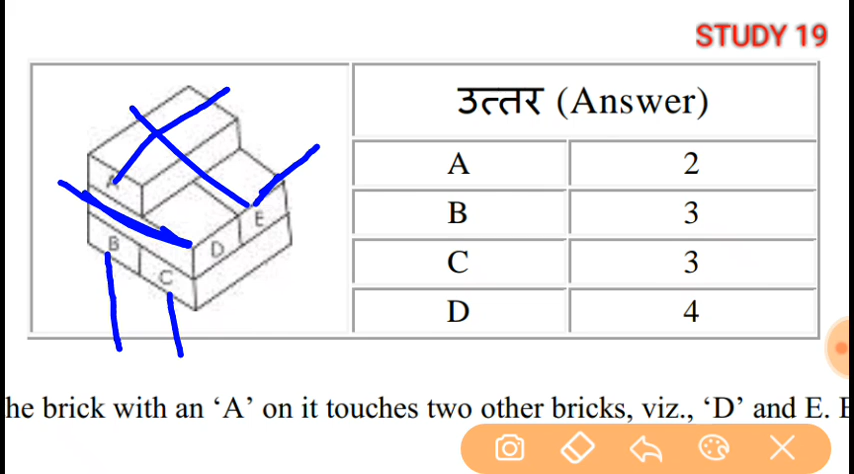 STUDY 19
उत्तर (Answer)
A
A 2
B 3
E
D
B
C 3
C
D 4
he brick with an ‘A’ on it touches two other bricks, viz., ‘D’ and E. E